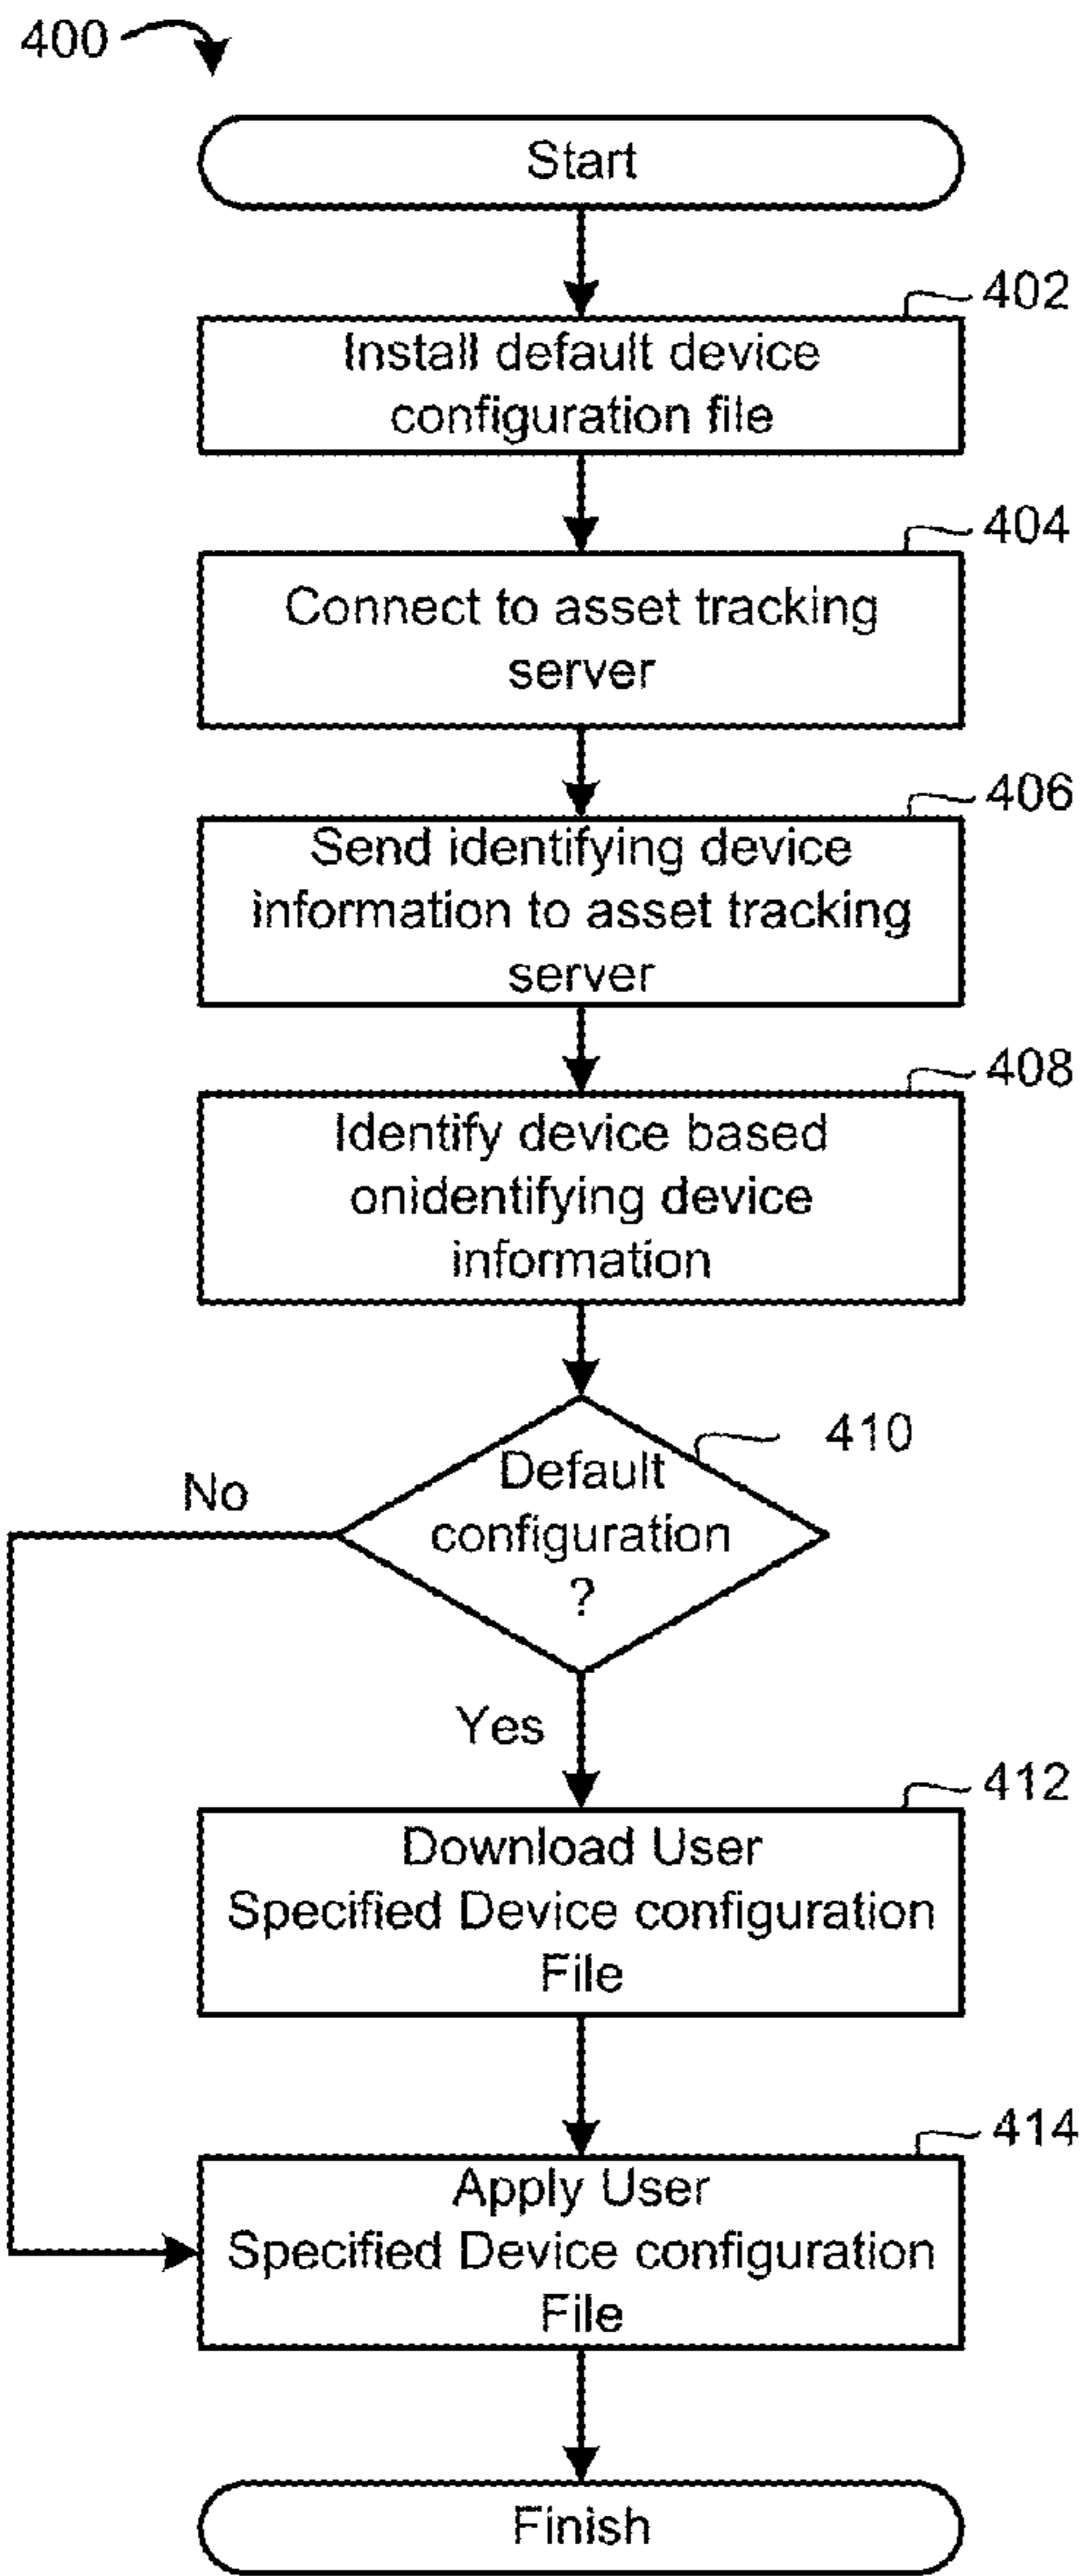 400
Start
402
Install default device
configuration file
404
Connect to asset tracking
server
406
Send identifying device
information to asset tracking
server
408
Identify device based
onidentifying device
information
410
Default
configuration
?
No
Yes
412
Download User
Specified Device configuration
File
414
Apply User
Specified Device configuration
File
Finish